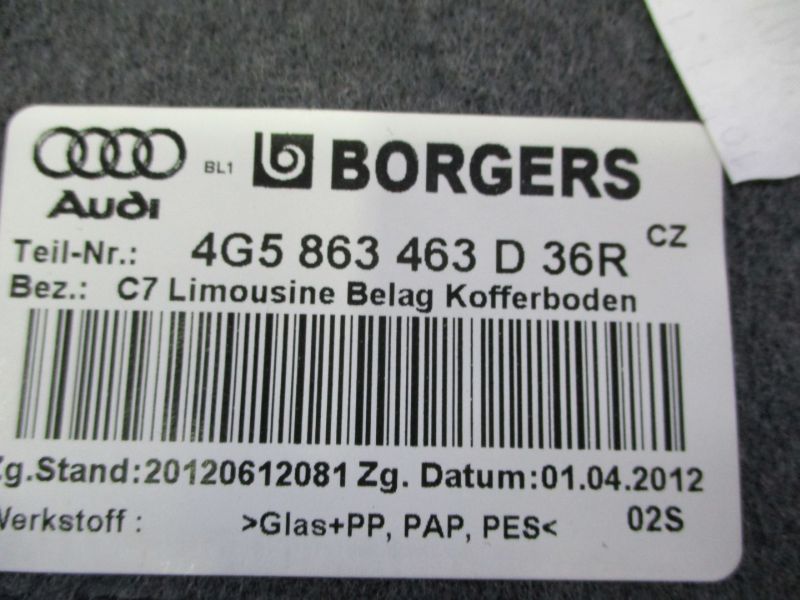 BL1 BORGERS
Audi
Teil-Nr.: 4G5 863 463 D 36R CZ
Bez.: C7 Limousine Belag Kofferboden
Zg.Stand:20120612081 Zg. Datum:01.04.2012
Werkstoff : >Glas+PP, PAP, PES< 02S